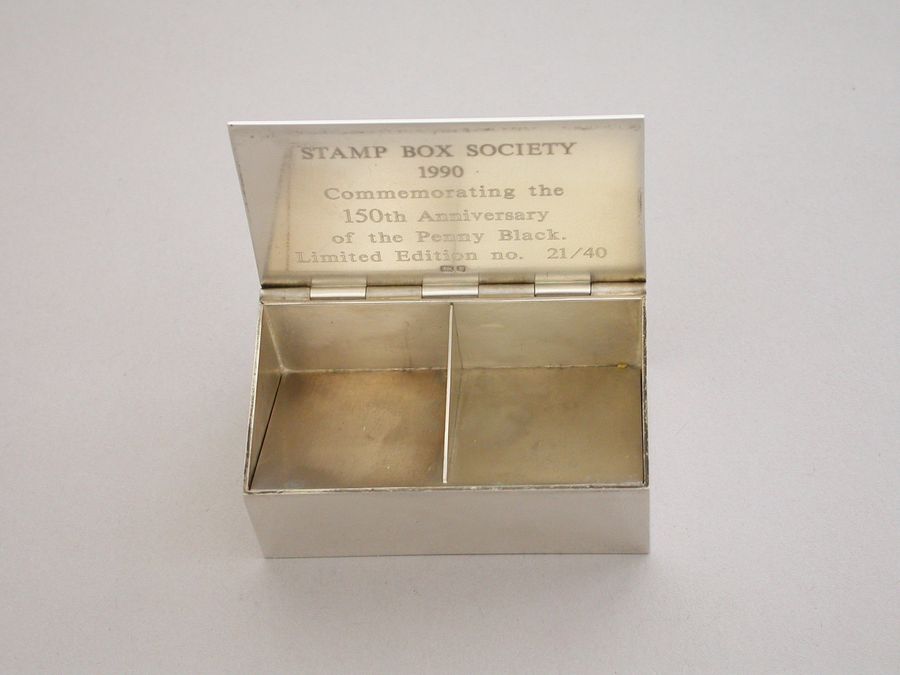 STAMP BOX SOCIETY
1990
Commemorating the
150th Anniversary
of the Penny Black.
Limited Edition no. 21/40